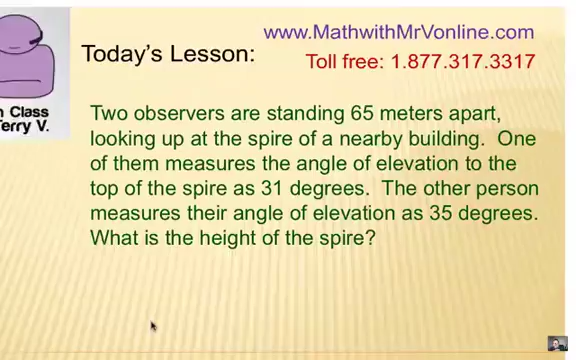 www.MathwithMrVonline.com
Today's Lesson:
Toll free: 1.877.317.3317
Class
Terry V.
Two observers are standing 65 meters apart,
looking up at the spire of a nearby building. One
of them measures the angle of elevation to the
top of the spire as 31 degrees. The other person
measures their angle of elevation as 35 degrees.
What is the height of the spire?